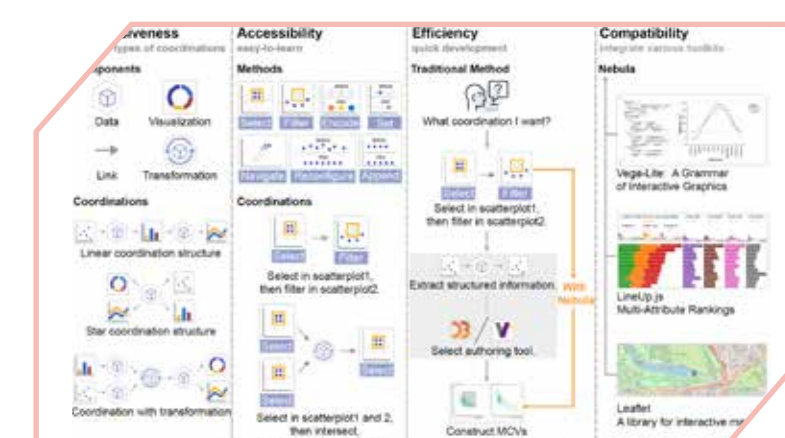 types of coordinations
Data
Visualization
Link
Transformation
Coordinations
Linear coordination structure
Star coordination structure
Coordination with transformation
Accessibility
easy-to-learn
Methods
Select
Filter
Encode
Set
Navigate
Reconfigure
Append
Coordinations
Select
Filter
Select in scatterplot1,
then filter in scatterplot2.
Select
Select
Select
Select in scatterplot1 and 2,
then intersect.
Efficiency
quick development
Traditional Method
What coordination I want?
Select
Filter
Select in scatterplot1,
then filter in scatterplot2.
Extract structured information.
Select authoring tool.
Construct MCVs
With
Nebula
Compatibility
integrate various toolkits
Nebula
Vega-Lite: A Grammar
of Interactive Graphics
LineUp.js
Multi-Attribute Rankings
Leaflet
A library for interactive